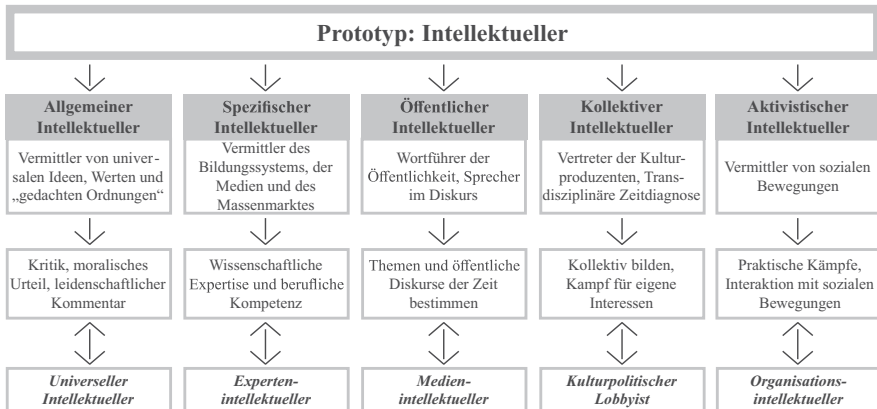 Prototyp: Intellektueller
Allgemeiner
Intellektueller
Vermittler von univer-
salen Ideen, Werten und
„gedachten Ordnungen“
Kritik, moralisches
Urteil, leidenschaftlicher
Kommentar
Universeller
Intellektueller
Spezifischer
Intellektueller
Vermittler des
Bildungssystems, der
Medien und des
Massenmarktes
Wissenschaftliche
Expertise und berufliche
Kompetenz
Experten-
intellektueller
Öffentlicher
Intellektueller
Wortführer der
Öffentlichkeit, Sprecher
im Diskurs
Themen und öffentliche
Diskurse der Zeit
bestimmen
Medien-
intellektueller
Kollektiver
Intellektueller
Vertreter der Kultur-
produzenten, Trans-
disziplinäre Zeitdiagnose
Kollektiv bilden,
Kampf für eigene
Interessen
Kulturpolitischer
Lobbyist
Aktivistischer
Intellektueller
Vermittler von sozialen
Bewegungen
Praktische Kämpfe,
Interaktion mit sozialen
Bewegungen
Organisations-
intellektueller